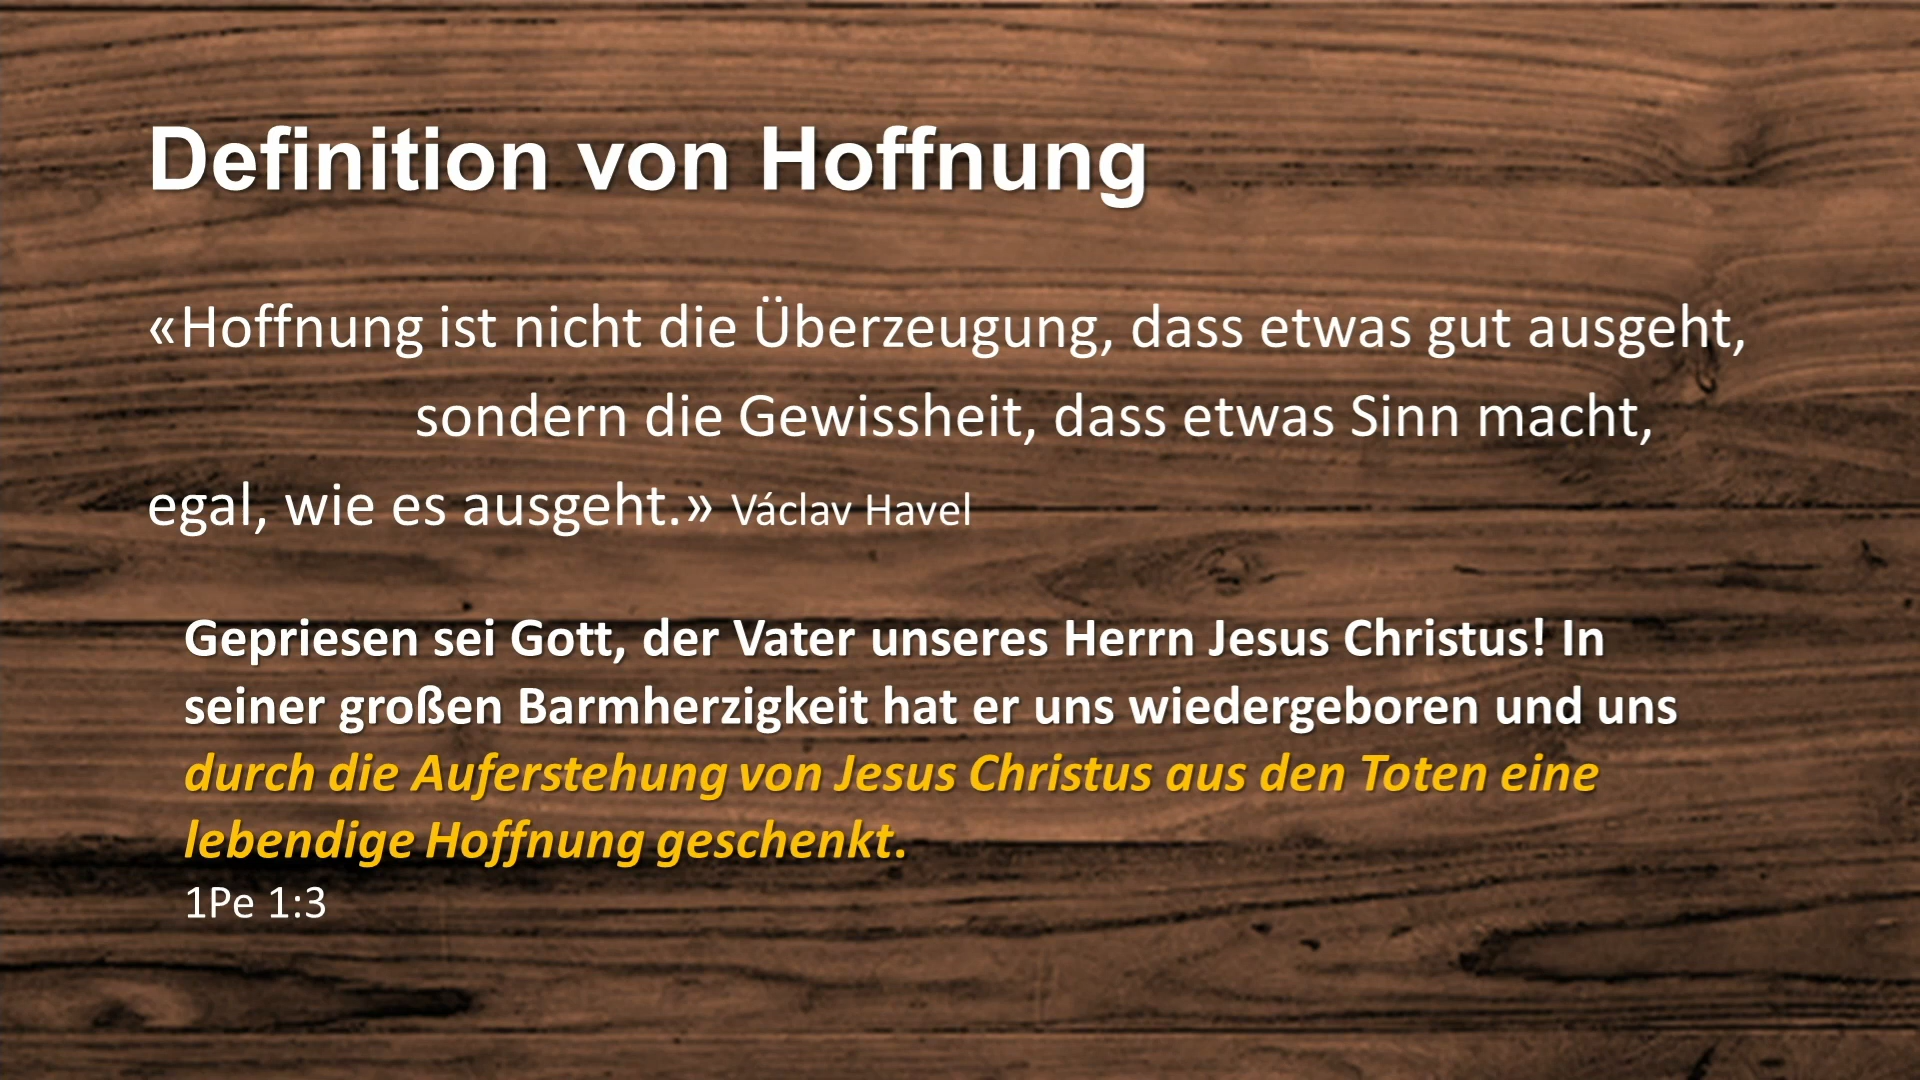 Definition von Hoffnung
«Hoffnung ist nicht die Überzeugung, dass etwas gut ausgeht,
sondern die Gewissheit, dass etwas Sinn macht,
egal, wie es ausgeht.» Václav Havel
Gepriesen sei Gott, der Vater unseres Herrn Jesus Christus! In
seiner großen Barmherzigkeit hat er uns wiedergeboren und uns
durch die Auferstehung von Jesus Christus aus den Toten eine
lebendige Hoffnung geschenkt.
1Pe 1:3